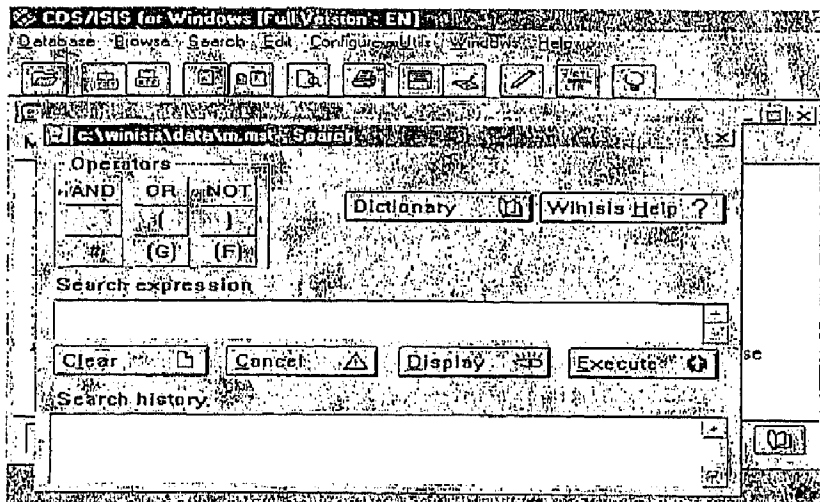 CDS/ISIS for Windows [Full Version : EN]
Database Browse Search Edit Configure Utils Windows Help
c:\winisis\data\m.mst - Search
Operators
AND OR NOT
. ( )
# (G) (F)
Dictionary Winisis Help ?
Search expression
Clear Cancel Display Execute
se
Search history